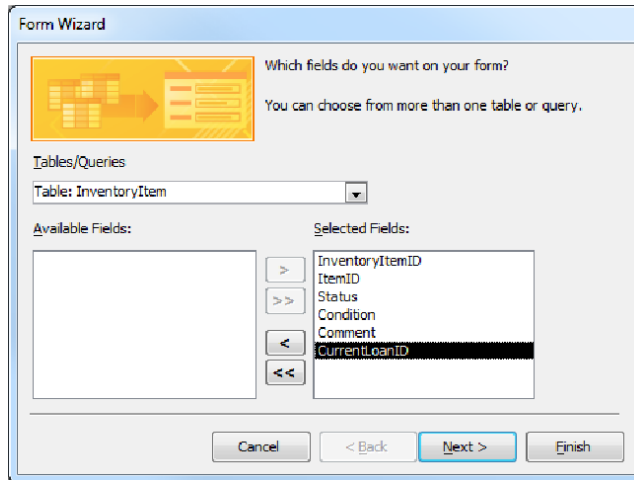 Form Wizard
Which fields do you want on your form?
You can choose from more than one table or query.
Tables/Queries
Table: InventoryItem
Available Fields:
Selected Fields:
>
>>
<
<<
InventoryItemID
ItemID
Status
Condition
Comment
CurrentLoanID
Cancel
< Back
Next >
Finish